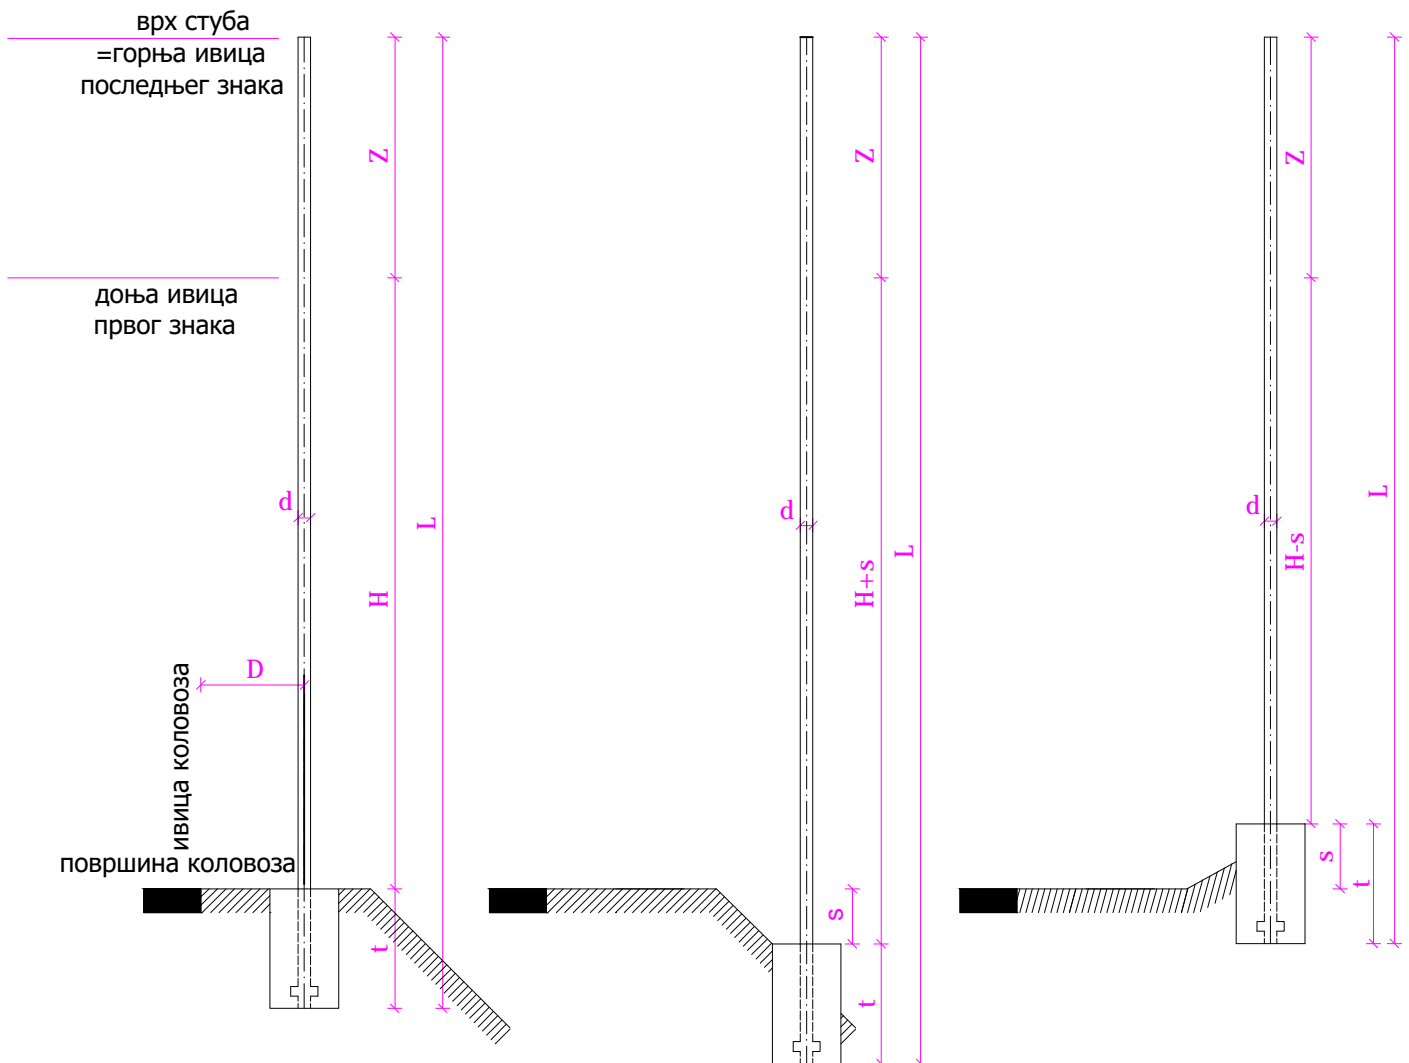 врх стуба
=горња ивица
последњег знака
Z
Z
Z
доња ивица
првог знака
d
L
d
H+s
L
d
H-s
L
H
D
ивица коловоза
површина коловоза
t
s
t
s
t